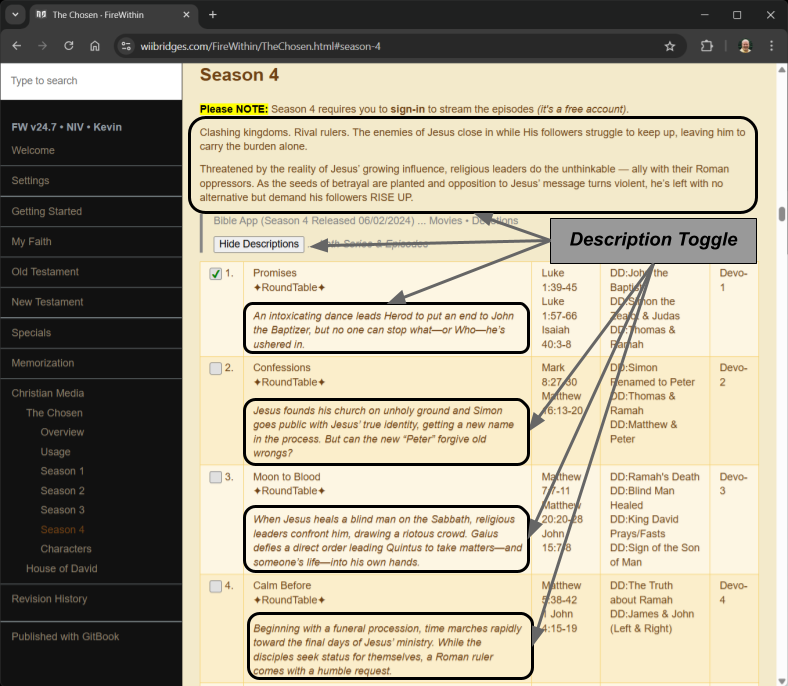 The Chosen - FireWithin
wiibridges.com/FireWithin/TheChosen.html#season-4
Type to search
FW v24.7 • NIV • Kevin
Welcome
Settings
Getting Started
My Faith
Old Testament
New Testament
Specials
Memorization
Christian Media
The Chosen
Overview
Usage
Season 1
Season 2
Season 3
Season 4
Characters
House of David
Revision History
Published with GitBook
Season 4
Please NOTE: Season 4 requires you to sign-in to stream the episodes (it's a free account).
Clashing kingdoms. Rival rulers. The enemies of Jesus close in while His followers struggle to keep up, leaving him to
carry the burden alone.
Threatened by the reality of Jesus' growing influence, religious leaders do the unthinkable — ally with their Roman
oppressors. As the seeds of betrayal are planted and opposition to Jesus' message turns violent, he's left with no
alternative but demand his followers RISE UP.
Bible App (Season 4 Released 06/02/2024) ... Movies • Devotions
Description Toggle
Hide Descriptions ... Series & Episodes
1.
Promises
✦RoundTable✦
An intoxicating dance leads Herod to put an end to John
the Baptizer, but no one can stop what—or Who—he's
ushered in.
Luke
1:39-45
Luke
1:57-66
Isaiah
40:3-8
DD:John the
Baptist
DD:Simon the
Zealot & Judas
DD:Thomas &
Ramah
Devo-
1
2.
Confessions
✦RoundTable✦
Jesus founds his church on unholy ground and Simon
goes public with Jesus' true identity, getting a new name
in the process. But can the new "Peter" forgive old
wrongs?
Mark
8:27-30
Matthew
16:13-20
DD:Simon
Renamed to Peter
DD:Thomas &
Ramah
DD:Matthew &
Peter
Devo-
2
3.
Moon to Blood
✦RoundTable✦
When Jesus heals a blind man on the Sabbath, religious
leaders confront him, drawing a riotous crowd. Gaius
defies a direct order leading Quintus to take matters—and
someone's life—into his own hands.
Matthew
7:7-11
Matthew
20:20-28
John
15:7-8
DD:Ramah's Death
DD:Blind Man
Healed
DD:King David
Prays/Fasts
DD:Sign of the Son
of Man
Devo-
3
4.
Calm Before
✦RoundTable✦
Beginning with a funeral procession, time marches rapidly
toward the final days of Jesus' ministry. While the
disciples seek status for themselves, a Roman ruler
comes with a humble request.
Matthew
5:38-42
1 John
4:15-19
DD:The Truth
about Ramah
DD:James & John
(Left & Right)
Devo-
4